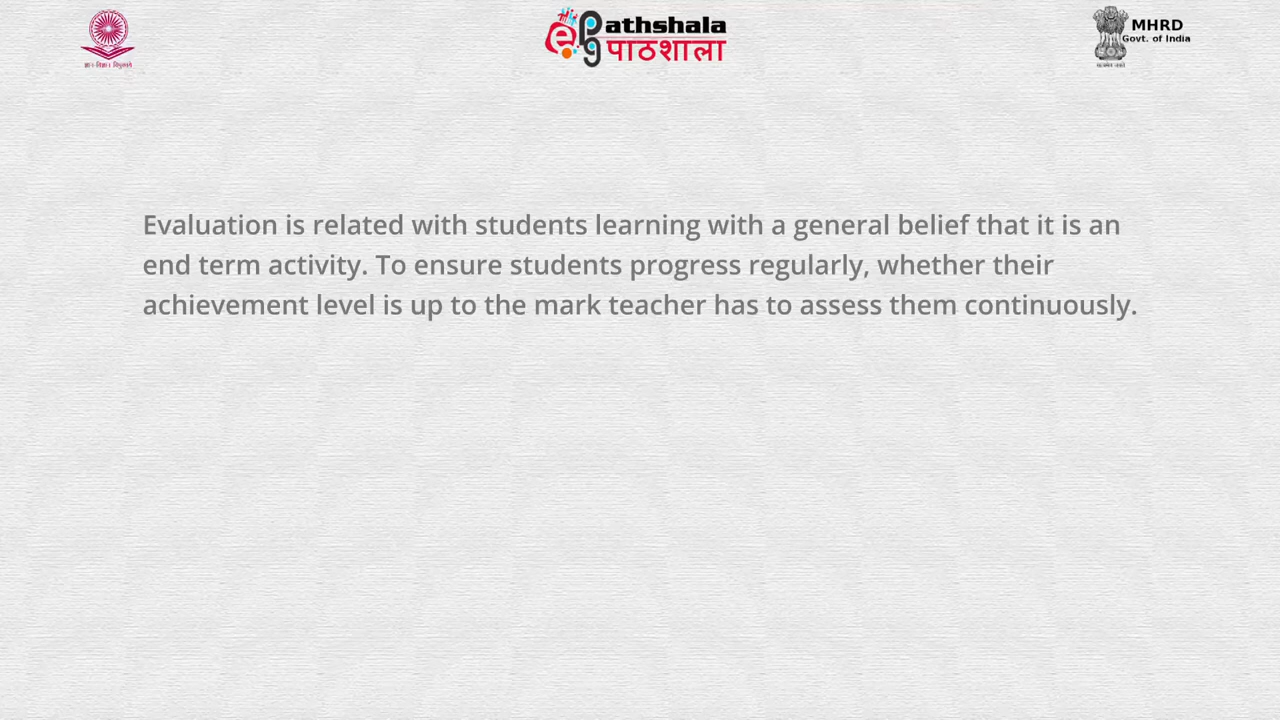 ePG
athshala
पाठशाला
MHRD
Govt. of India
Evaluation is related with students learning with a general belief that it is an
end term activity. To ensure students progress regularly, whether their
achievement level is up to the mark teacher has to assess them continuously.